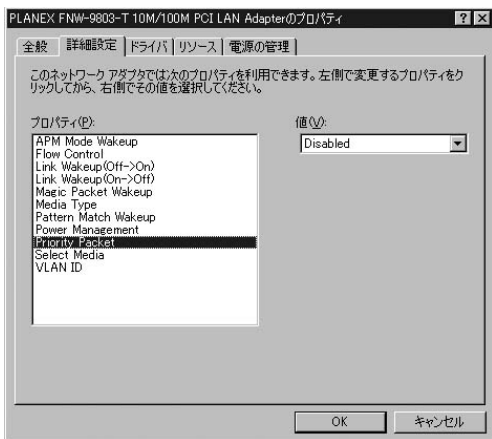 PLANEX FNW-9803-T 10M/100M PCI LAN Adapterのプロパティ
全般 詳細設定 ドライバ リソース 電源の管理
このネットワーク アダプタでは次のプロパティを利用できます。左側で変更するプロパティをク
リックしてから、右側でその値を選択してください。
プロパティ(P):
値(V):
APM Mode Wakeup
Flow Control
Link Wakeup(Off->On)
Link Wakeup(On->Off)
Magic Packet Wakeup
Media Type
Pattern Match Wakeup
Power Management
Priority Packet
Select Media
VLAN ID
Disabled
OK キャンセル